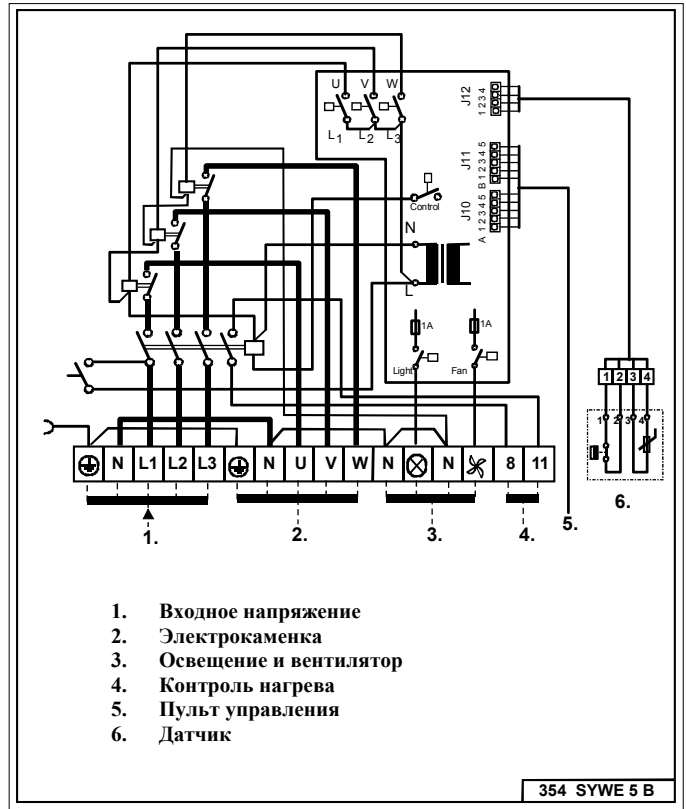 U V W
L1 L2 L3
J12
1 2 3 4
J11
B 1 2 3 4 5
J10
A 1 2 3 4 5
Control
N
L
1A 1A
Light Fan
1 2 3 4
1 2 3 4
6.
N L1 L2 L3 N U V W N N 8 11
1. 2. 3. 4. 5.
1. Входное напряжение
2. Электрокаменка
3. Освещение и вентилятор
4. Контроль нагрева
5. Пульт управления
6. Датчик
354 SYWE 5 B